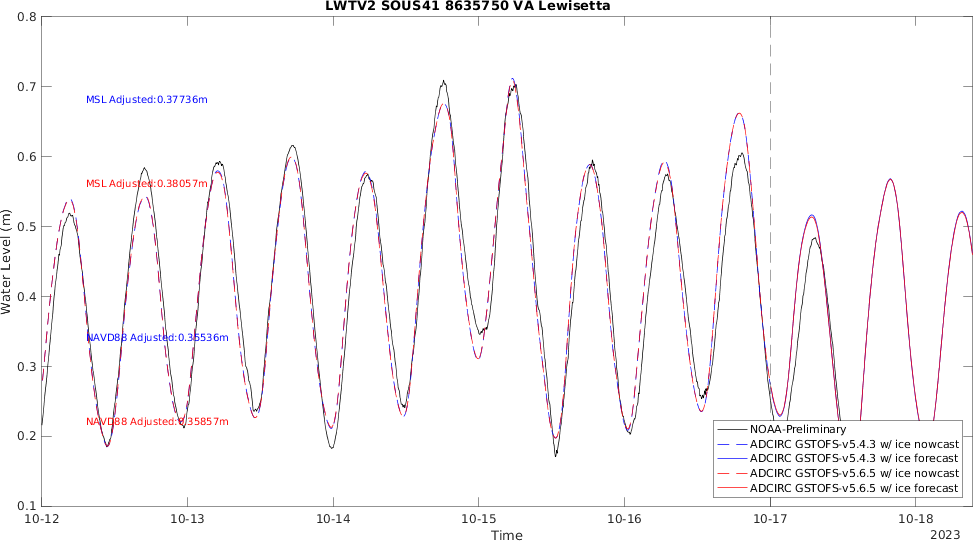 LWTV2 SOUS41 8635750 VA Lewisetta
0.8
0.7
0.6
0.5
0.4
0.3
0.2
0.1
Water Level (m)
MSL Adjusted:0.37736m
MSL Adjusted:0.38057m
NAVD88 Adjusted:0.35536m
NAVD88 Adjusted:0.35857m
NOAA-Preliminary
ADCIRC GSTOFS-v5.4.3 w/ ice nowcast
ADCIRC GSTOFS-v5.4.3 w/ ice forecast
ADCIRC GSTOFS-v5.6.5 w/ ice nowcast
ADCIRC GSTOFS-v5.6.5 w/ ice forecast
10-12 10-13 10-14 10-15 10-16 10-17 10-18
Time
2023